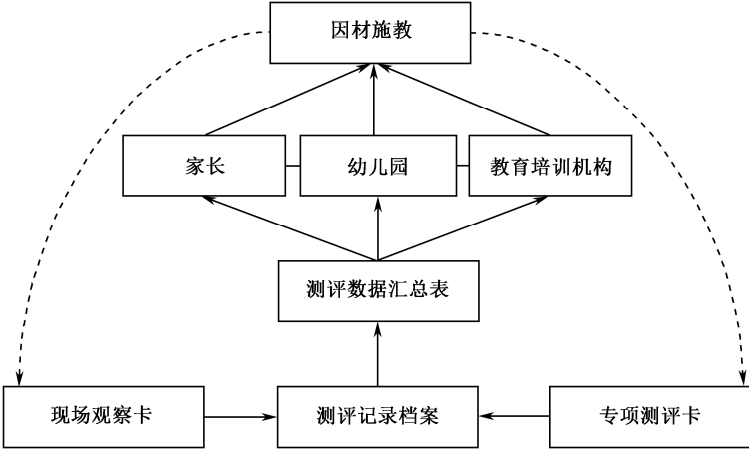 因材施教
家长
幼儿园
教育培训机构
测评数据汇总表
现场观察卡
测评记录档案
专项测评卡